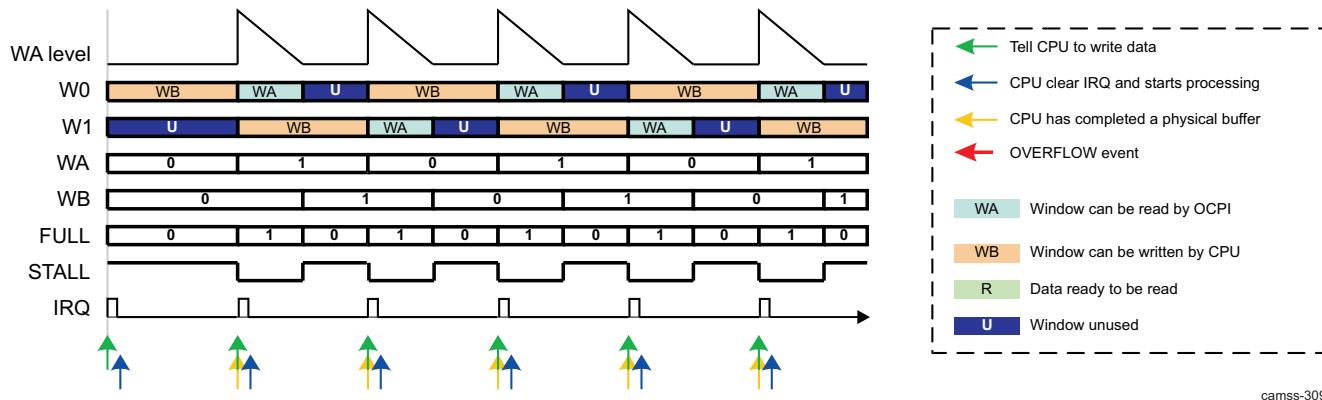 WA level
W0 WB WA U WB WA U WB WA U
W1 U WB WA U WB WA U WB
WA 0 1 0 1 0 1
WB 0 1 0 1 0 1
FULL 0 1 0 1 0 1 0 1 0 1 0
STALL
IRQ
Tell CPU to write data
CPU clear IRQ and starts processing
CPU has completed a physical buffer
OVERFLOW event
WA Window can be read by OCPI
WB Window can be written by CPU
R Data ready to be read
U Window unused
camss-309